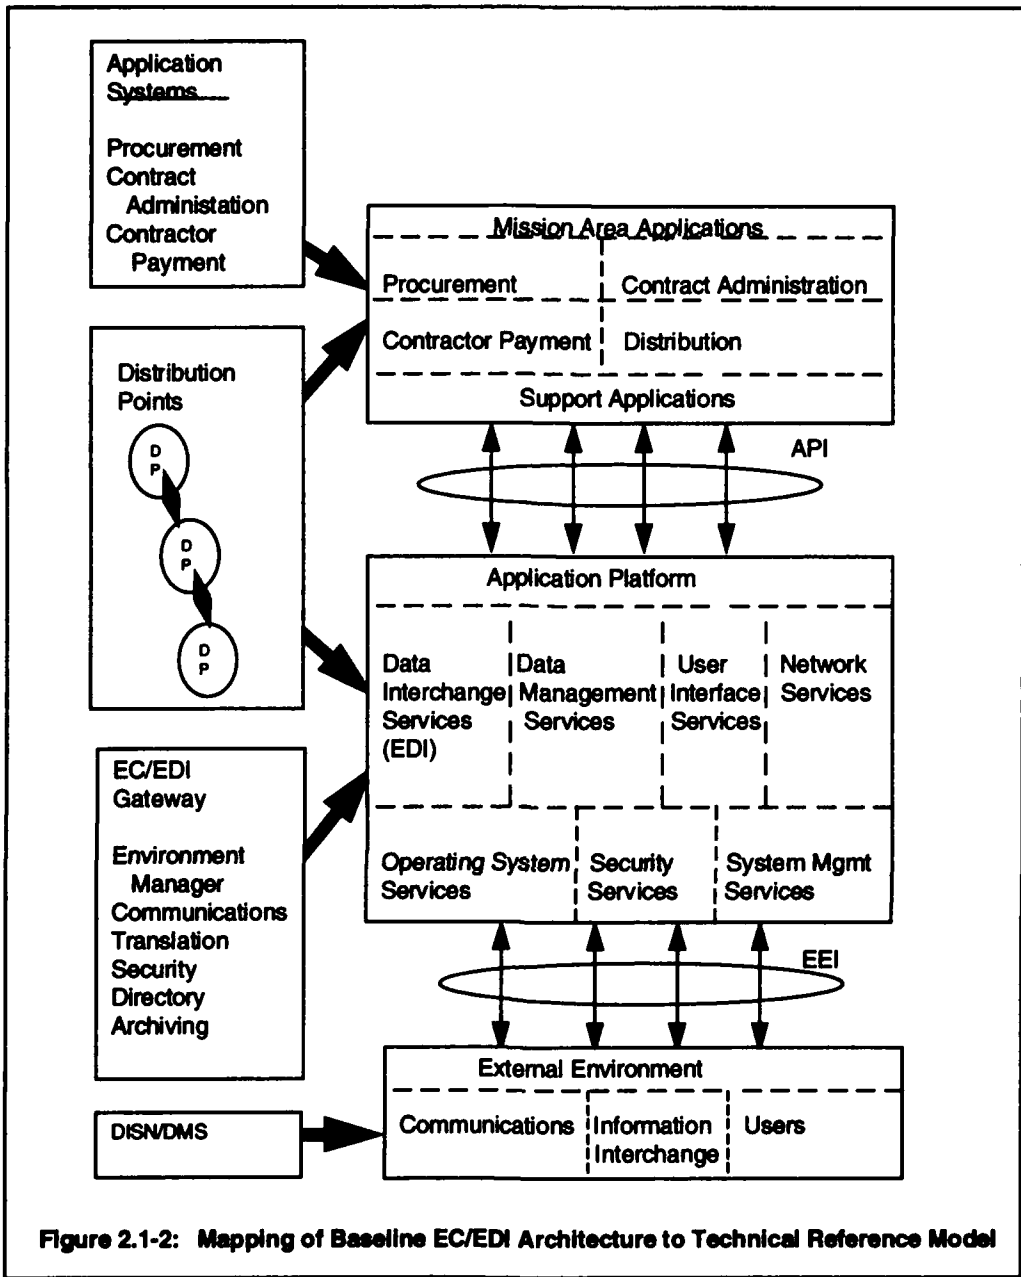 Application
Systems
Procurement
Contract
Administation
Contractor
Payment
Distribution
Points
D
P
D
P
D
P
EC/EDI
Gateway
Environment
Manager
Communications
Translation
Security
Directory
Archiving
DISN/DMS
Mission Area Applications
Procurement
Contract Administration
Contractor Payment
Distribution
Support Applications
API
Application Platform
Data
Interchange
Services
(EDI)
Data
Management
Services
User
Interface
Services
Network
Services
Operating System
Services
Security
Services
System Mgmt
Services
EEI
External Environment
Communications
Information
Interchange
Users
Figure 2.1-2: Mapping of Baseline EC/EDI Architecture to Technical Reference Model